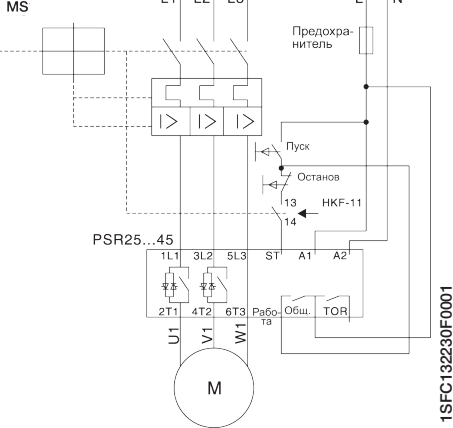 L1 L2 L3 L N
MS
Предохра-
нитель
I> I> I>
Пуск
Останов
13 HKF-11
14
PSR25...45
1L1 3L2 5L3 ST A1 A2
2T1 4T2 6T3 Рабо- Общ. TOR
та
U1 V1 W1
M
1SFC132230F0001